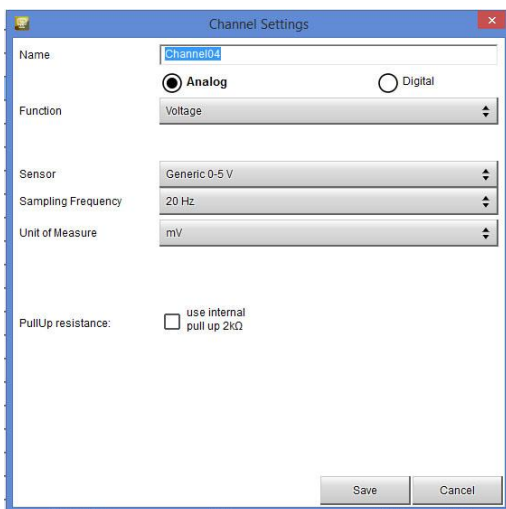 Channel Settings
Name
Channel04
Analog
Digital
Function
Voltage
Sensor
Generic 0-5 V
Sampling Frequency
20 Hz
Unit of Measure
mV
PullUp resistance:
use internal
pull up 2kΩ
Save
Cancel